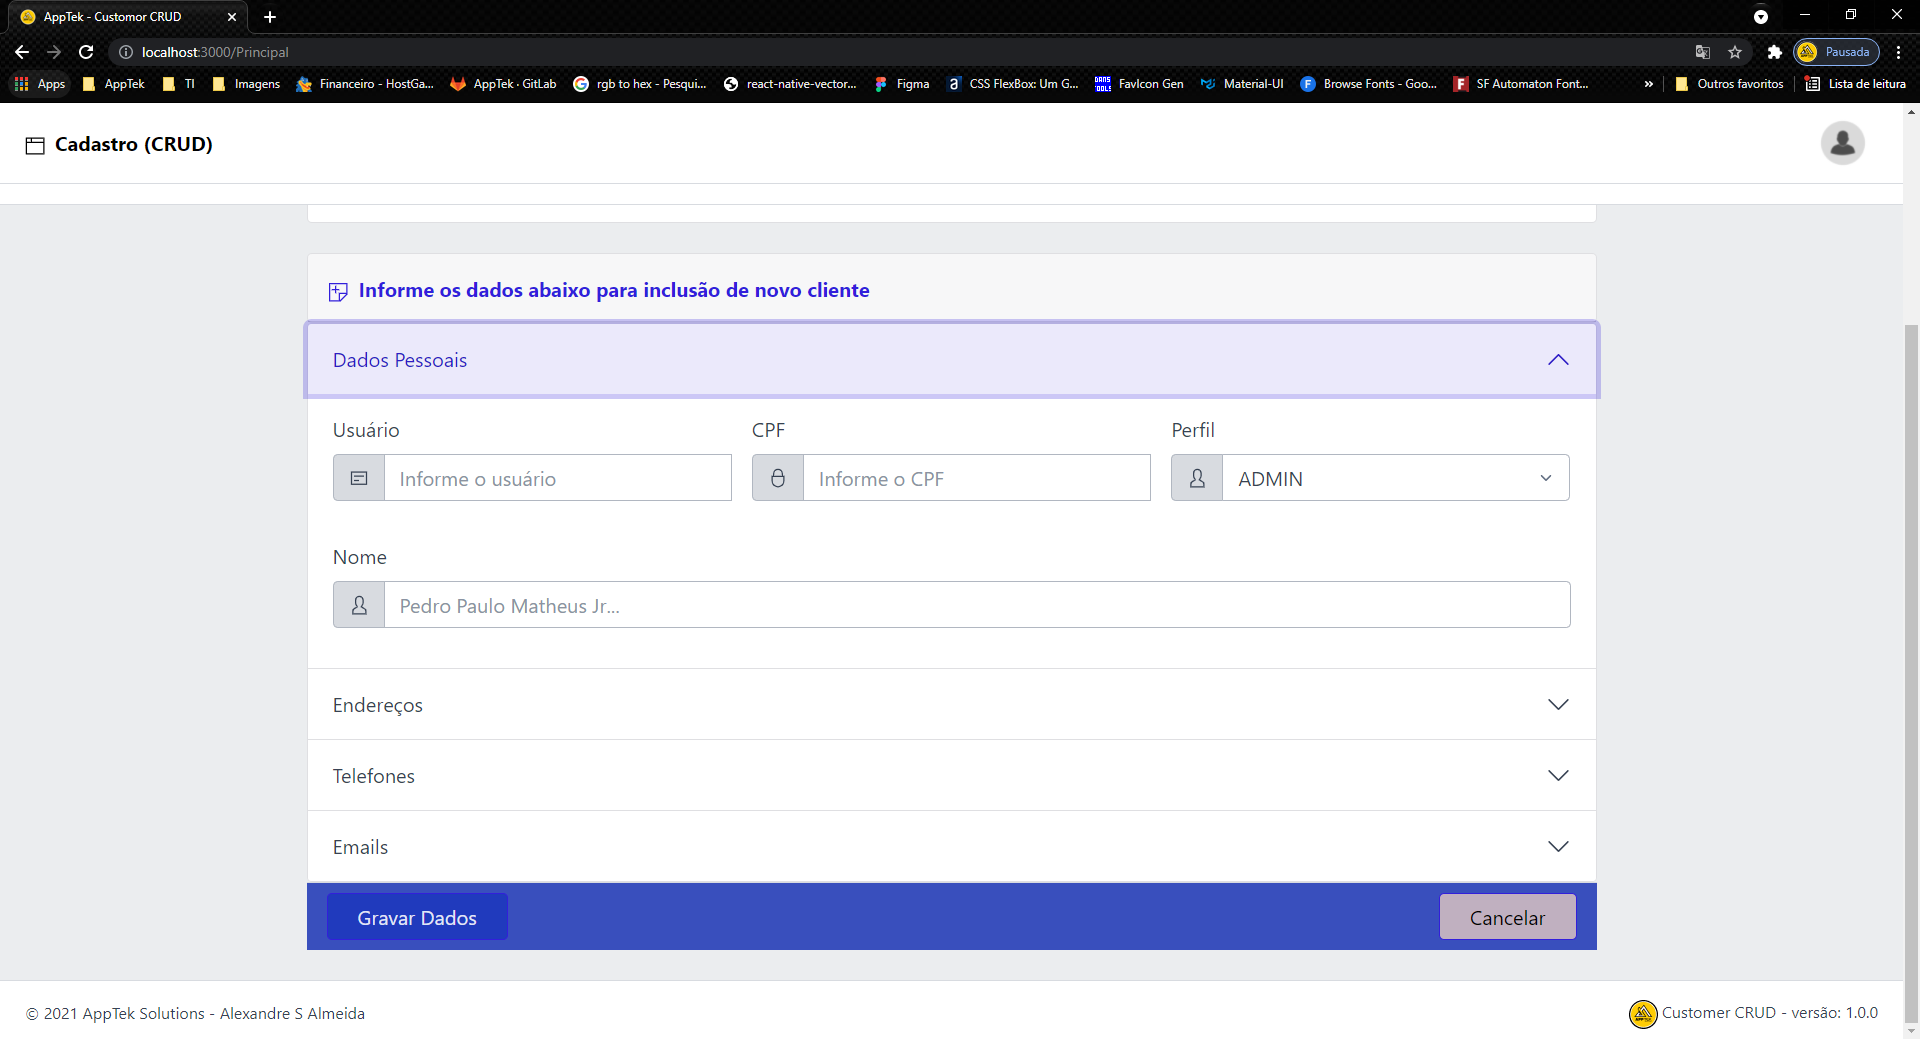 AppTek - Customor CRUD
localhost:3000/Principal
Pausada
Apps AppTek TI Imagens Financeiro - HostGa... AppTek · GitLab rgb to hex - Pesqui... react-native-vector... Figma CSS FlexBox: Um G... FavIcon Gen Material-UI Browse Fonts - Goo... SF Automaton Font... » Outros favoritos Lista de leitura
Cadastro (CRUD)
Informe os dados abaixo para inclusão de novo cliente
Dados Pessoais
Usuário CPF Perfil
Informe o usuário Informe o CPF ADMIN
Nome
Pedro Paulo Matheus Jr...
Endereços
Telefones
Emails
Gravar Dados Cancelar
© 2021 AppTek Solutions - Alexandre S Almeida Customer CRUD - versão: 1.0.0